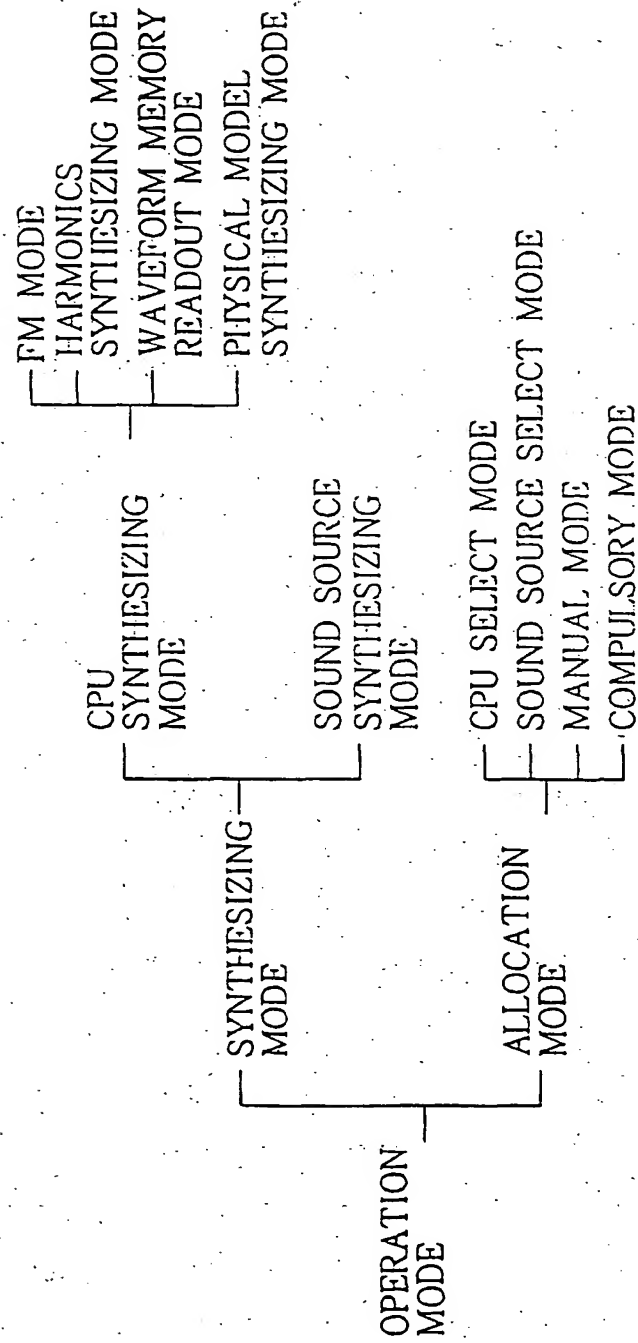 OPERATION
MODE
SYNTHESIZING
MODE
CPU
SYNTHESIZING
MODE
FM MODE
HARMONICS
SYNTHESIZING MODE
WAVEFORM MEMORY
READOUT MODE
PHYSICAL MODEL
SYNTHESIZING MODE
SOUND SOURCE
SYNTHESIZING
MODE
ALLOCATION
MODE
CPU SELECT MODE
SOUND SOURCE SELECT MODE
MANUAL MODE
COMPULSORY MODE